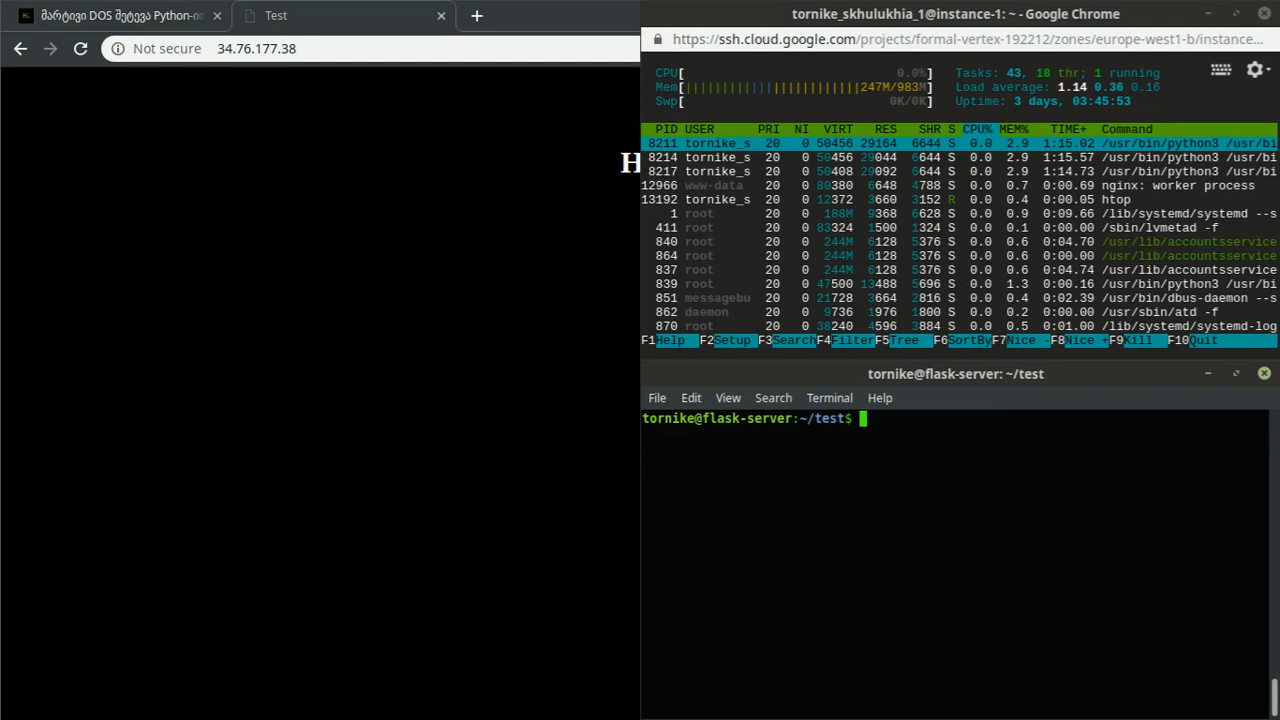 მარტივი DOS შეტევა Python-ით
Test
Not secure 34.76.177.38
H
tornike_skhulukhia_1@instance-1: ~ - Google Chrome
https://ssh.cloud.google.com/projects/formal-vertex-192212/zones/europe-west1-b/instance...
CPU[ 0.0%] Tasks: 43, 18 thr; 1 running
Mem[||||||||||||||||||||||||247M/983M] Load average: 1.14 0.36 0.16
Swp[ 0K/0K] Uptime: 3 days, 03:45:53
PID USER PRI NI VIRT RES SHR S CPU% MEM% TIME+ Command
8211 tornike_s 20 0 50456 29164 6644 S 0.0 2.9 1:15.02 /usr/bin/python3 /usr/bi
8214 tornike_s 20 0 50456 29044 6644 S 0.0 2.9 1:15.57 /usr/bin/python3 /usr/bi
8217 tornike_s 20 0 50408 29092 6644 S 0.0 2.9 1:14.73 /usr/bin/python3 /usr/bi
12966 www-data 20 0 80380 6648 4788 S 0.0 0.7 0:00.69 nginx: worker process
13192 tornike_s 20 0 12372 3660 3152 R 0.0 0.4 0:00.05 htop
1 root 20 0 188M 9368 6628 S 0.0 0.9 0:09.66 /lib/systemd/systemd --s
411 root 20 0 83324 1500 1324 S 0.0 0.1 0:00.00 /sbin/lvmetad -f
840 root 20 0 244M 6128 5376 S 0.0 0.6 0:04.70 /usr/lib/accountsservice
864 root 20 0 244M 6128 5376 S 0.0 0.6 0:00.00 /usr/lib/accountsservice
837 root 20 0 244M 6128 5376 S 0.0 0.6 0:04.74 /usr/lib/accountsservice
839 root 20 0 47500 13488 5696 S 0.0 1.3 0:00.16 /usr/bin/python3 /usr/bi
851 messagebu 20 0 21728 3664 2816 S 0.0 0.4 0:02.39 /usr/bin/dbus-daemon --s
862 daemon 20 0 9736 1976 1800 S 0.0 0.2 0:00.00 /usr/sbin/atd -f
870 root 20 0 38240 4596 3884 S 0.0 0.5 0:01.00 /lib/systemd/systemd-log
F1Help F2Setup F3SearchF4FilterF5Tree F6SortByF7Nice -F8Nice +F9Kill F10Quit
tornike@flask-server: ~/test
File Edit View Search Terminal Help
tornike@flask-server:~/test$